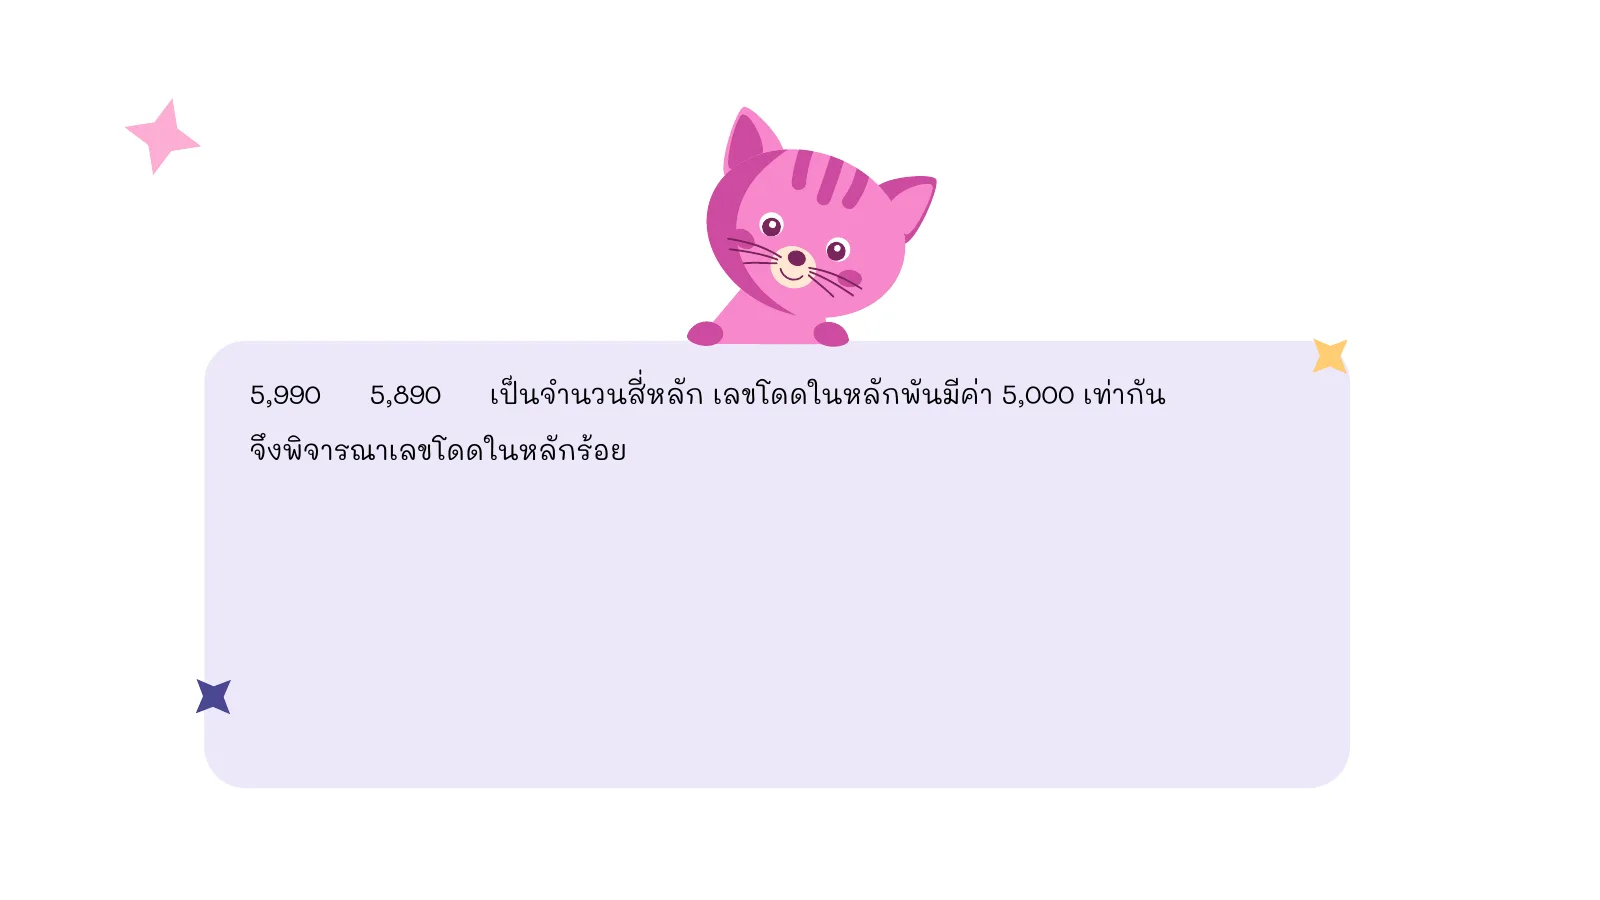 5,990 5,890 เป็นจำนวนสี่หลัก เลขโดดในหลักพันมีค่า 5,000 เท่ากัน
จึงพิจารณาเลขโดดในหลักร้อย